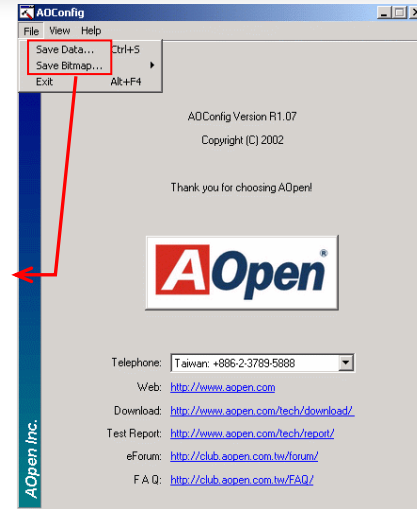 AOConfig
File View Help
Save Data... Ctrl+S
Save Bitmap...
Exit Alt+F4
AOConfig Version R1.07
Copyright (C) 2002
Thank you for choosing AOpen!
AOpen®
Telephone: Taiwan: +886-2-3789-5888
Web: http://www.aopen.com
Download: http://www.aopen.com/tech/download/
Test Report: http://www.aopen.com/tech/report/
eForum: http://club.aopen.com.tw/forum/
F A Q: http://club.aopen.com.tw/FAQ/
AOpen Inc.